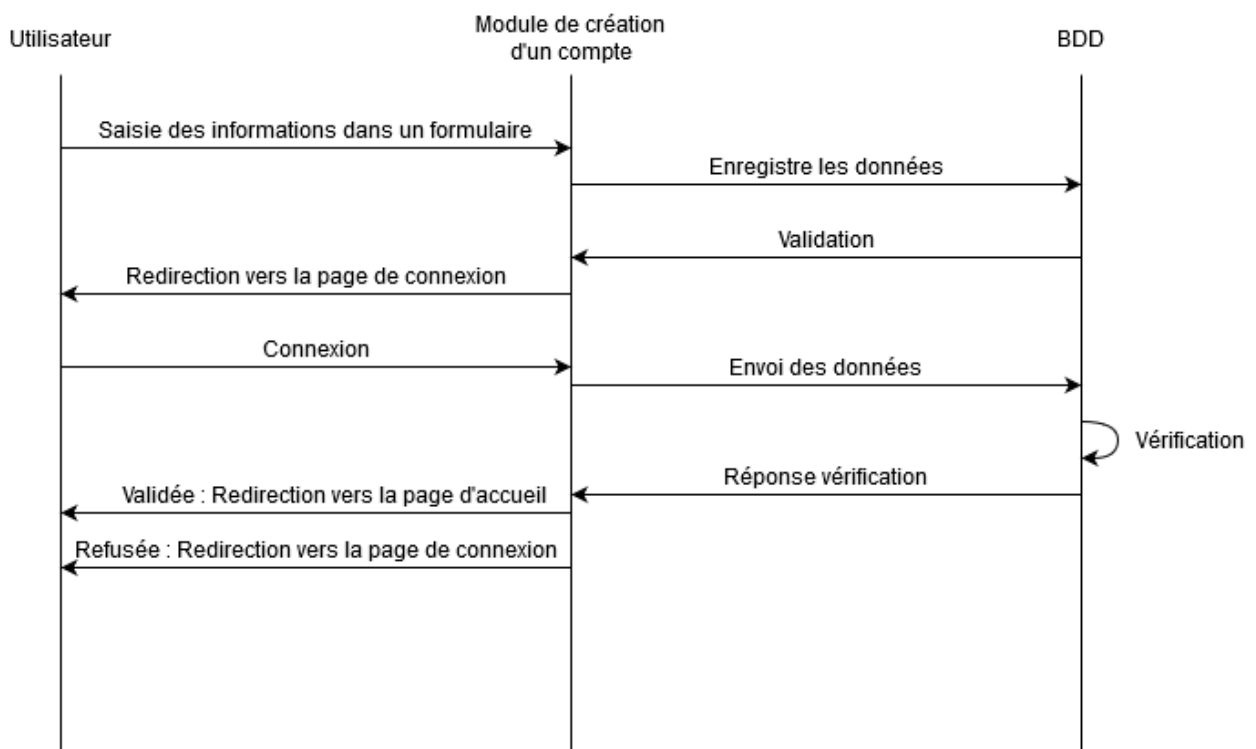 Utilisateur
Module de création
d'un compte
BDD
Saisie des informations dans un formulaire
Enregistre les données
Validation
Redirection vers la page de connexion
Connexion
Envoi des données
Vérification
Réponse vérification
Validée : Redirection vers la page d'accueil
Refusée : Redirection vers la page de connexion